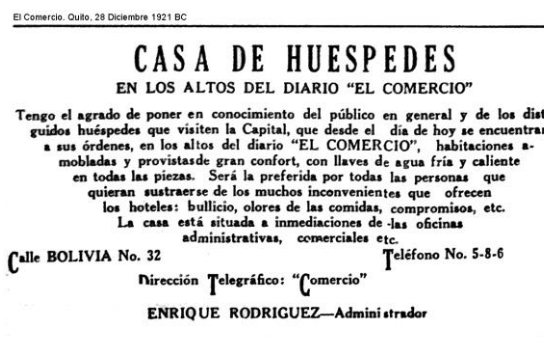 El Comercio. Quito, 28 Diciembre 1921 BC
CASA DE HUESPEDES
EN LOS ALTOS DEL DIARIO “EL COMERCIO”
Tengo el agrado de poner en conocimiento del público en general y de los dist
guidos huéspedes que visiten la Capital, que desde el día de hoy se encuentran
a sus órdenes, en los altos del diario “EL COMERCIO”, habitaciones a-
mobladas y provistasde gran confort, con llaves de agua fría y caliente
en todas las piezas. Será la preferida por todas las personas que
quieran sustraerse de los muchos inconvenientes que ofrecen
los hoteles: bullicio, olores de las comidas, compromisos, etc.
La casa está situada a inmediaciones de -las oficinas
administrativas, comerciales etc.
Calle BOLIVIA No. 32 Teléfono No. 5-8-6
Dirección Telegráfico: “Comercio”
ENRIQUE RODRIGUEZ—Administrador